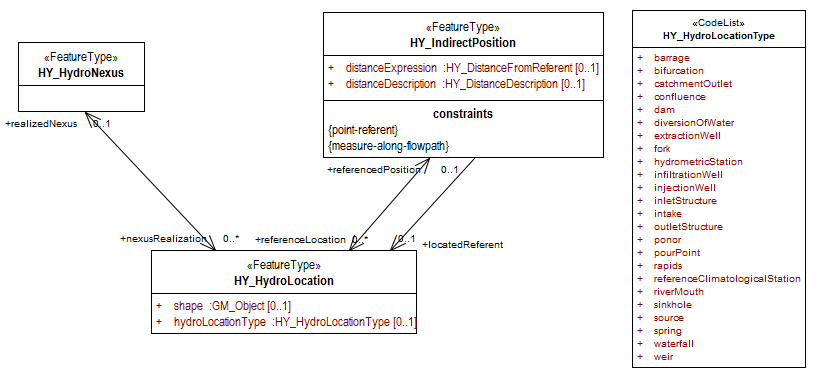 «FeatureType»
HY_HydroNexus
«FeatureType»
HY_IndirectPosition
+ distanceExpression :HY_DistanceFromReferent [0..1]
+ distanceDescription :HY_DistanceDescription [0..1]
constraints
{point-referent}
{measure-along-flowpath}
+realizedNexus 0..1
+referencedPosition 0..1
+nexusRealization 0..*
+referenceLocation 0..*
0..1 +locatedReferent
«FeatureType»
HY_HydroLocation
+ shape :GM_Object [0..1]
+ hydroLocationType :HY_HydroLocationType [0..1]
«CodeList»
HY_HydroLocationType
+ barrage
+ bifurcation
+ catchmentOutlet
+ confluence
+ dam
+ diversionOfWater
+ extractionWell
+ fork
+ hydrometricStation
+ infiltrationWell
+ injectionWell
+ inletStructure
+ intake
+ outletStructure
+ ponor
+ pourPoint
+ rapids
+ referenceClimatologicalStation
+ riverMouth
+ sinkhole
+ source
+ spring
+ waterfall
+ weir